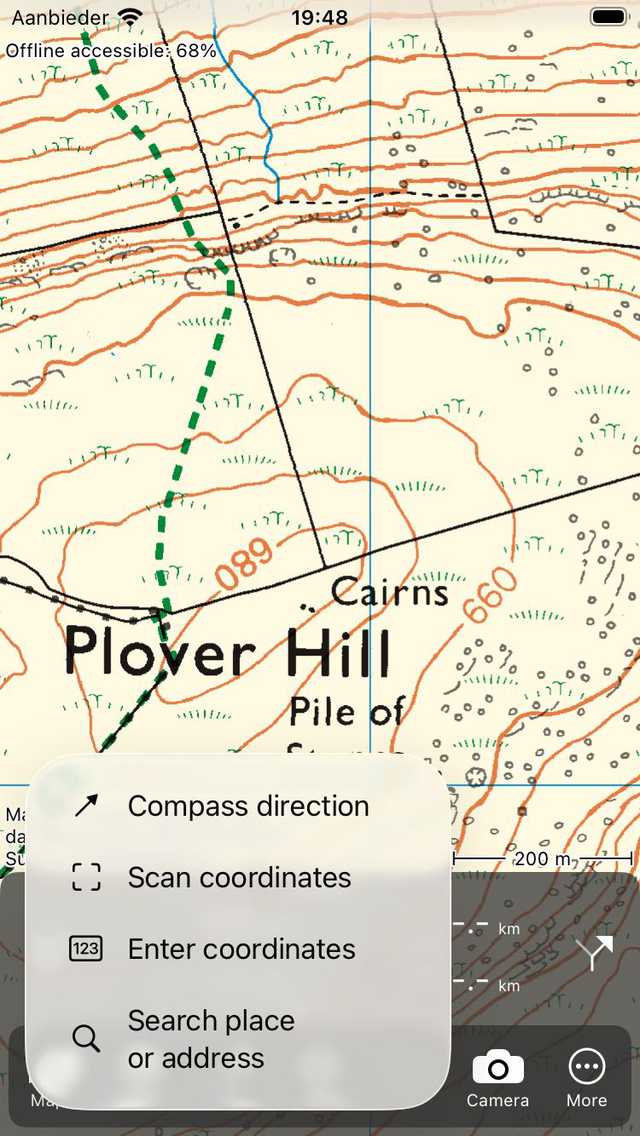 Aanbieder 19:48
Offline accessible: 68%
089
Cairns
660
Plover Hill
Pile of
Compass direction
200 m
Scan coordinates
km
123 Enter coordinates
km
Search place
or address
Camera More